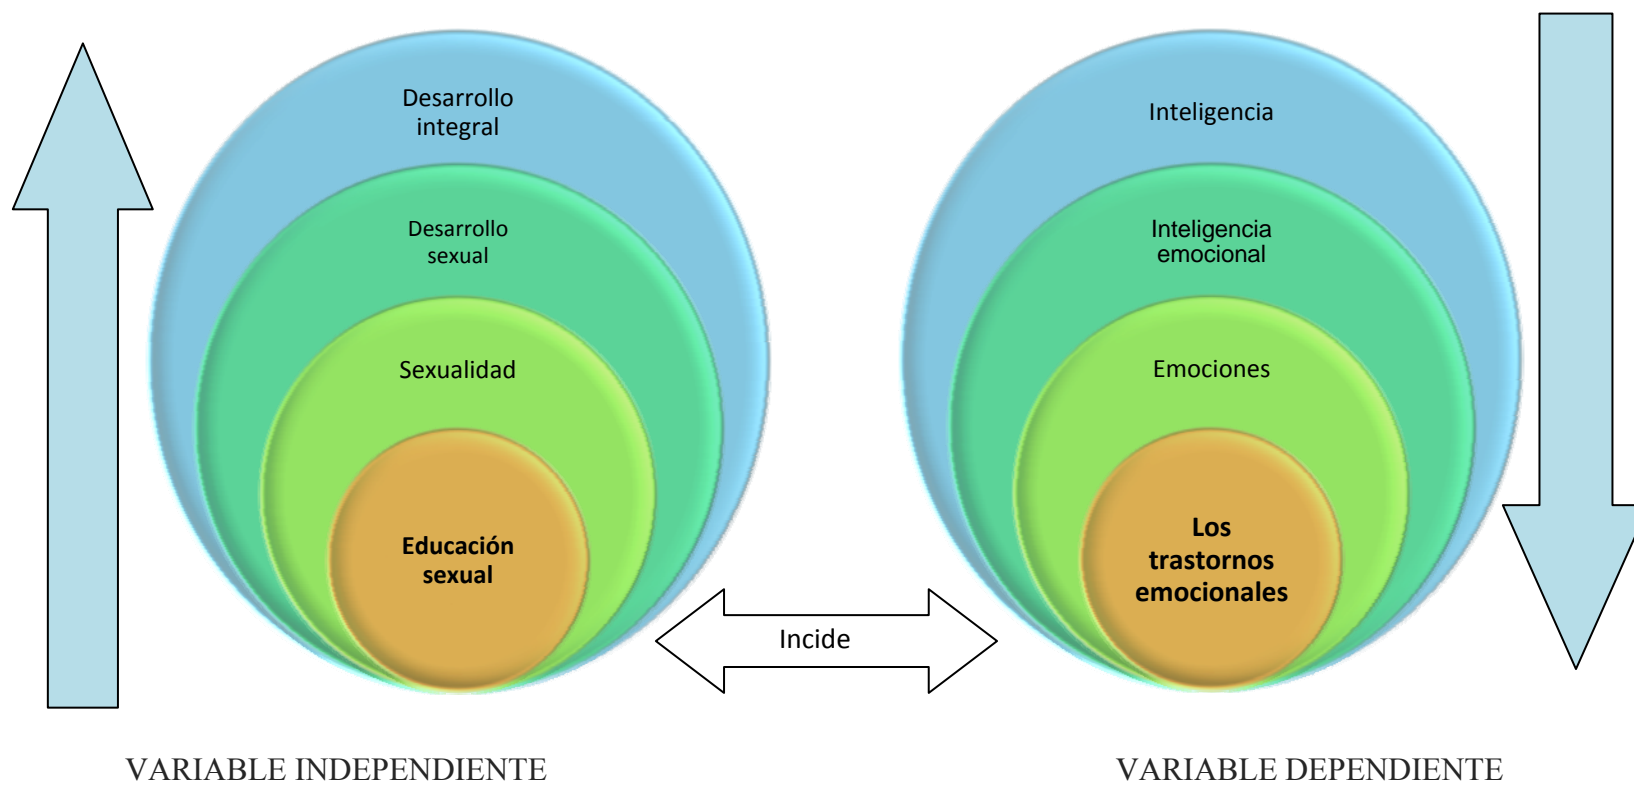 Desarrollo
integral
Desarrollo
sexual
Sexualidad
Educación
sexual
Inteligencia
Inteligencia
emocional
Emociones
Los
trastornos
emocionales
Incide
VARIABLE INDEPENDIENTE
VARIABLE DEPENDIENTE